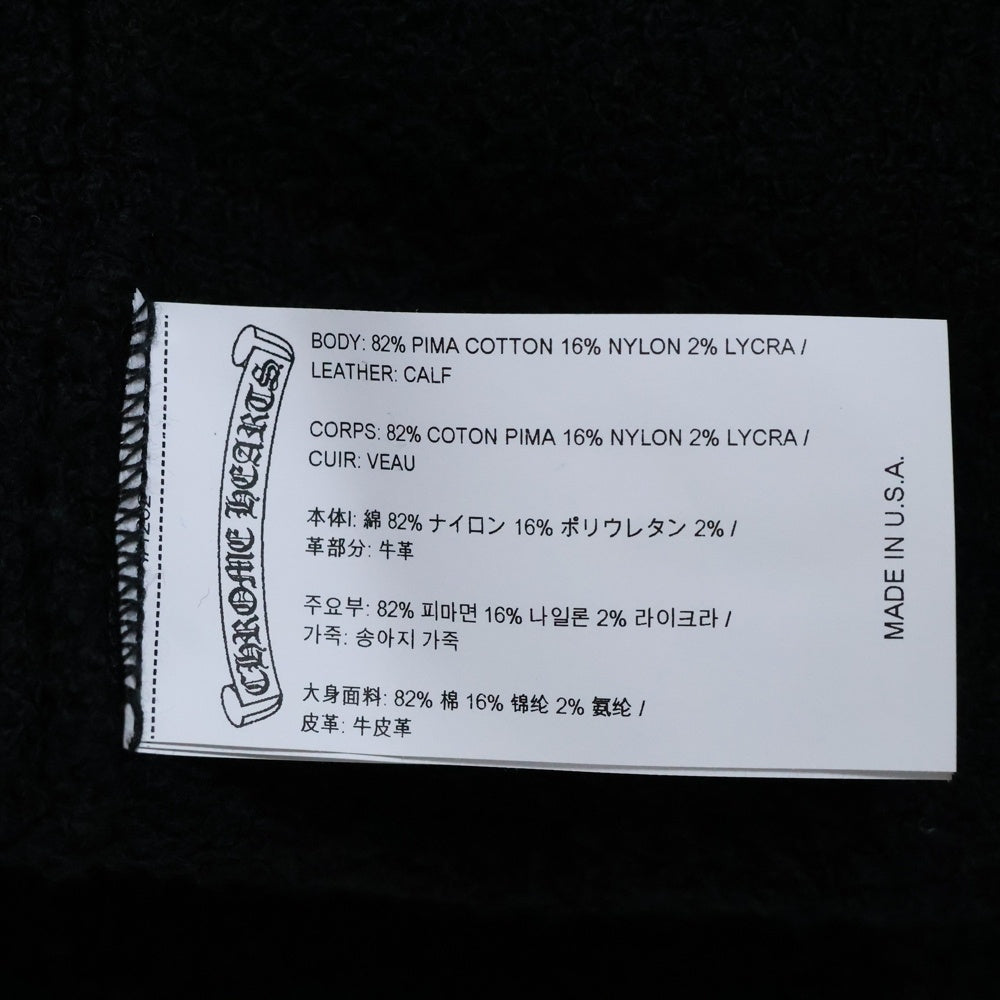 CHROME HEARTS
BODY: 82% PIMA COTTON 16% NYLON 2% LYCRA /
LEATHER: CALF
CORPS: 82% COTON PIMA 16% NYLON 2% LYCRA /
CUIR: VEAU
本体I: 綿 82% ナイロン 16% ポリウレタン 2% /
革部分: 牛革
주요부: 82% 피마면 16% 나일론 2% 라이크라 /
가죽: 송아지 가죽
大身面料: 82% 棉 16% 锦纶 2% 氨纶 /
皮革: 牛皮革
MADE IN U.S.A.